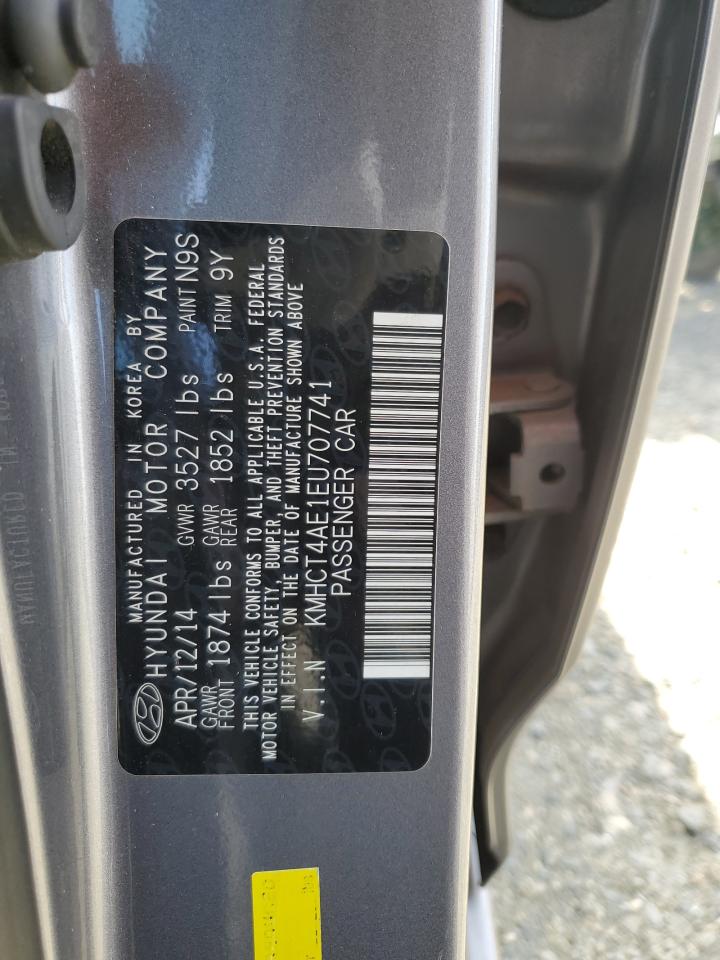 MANUFACTURED IN KOREA BY
HYUNDAI MOTOR COMPANY
APR/12/14 GVWR 3527 lbs PAINT N9S
GAWR FRONT 1874 lbs GAWR REAR 1852 lbs TRIM 9Y
THIS VEHICLE CONFORMS TO ALL APPLICABLE U.S.A. FEDERAL
MOTOR VEHICLE SAFETY, BUMPER, AND THEFT PREVENTION STANDARDS
IN EFFECT ON THE DATE OF MANUFACTURE SHOWN ABOVE
V.I.N KMHCT4AE1EU707741
PASSENGER CAR